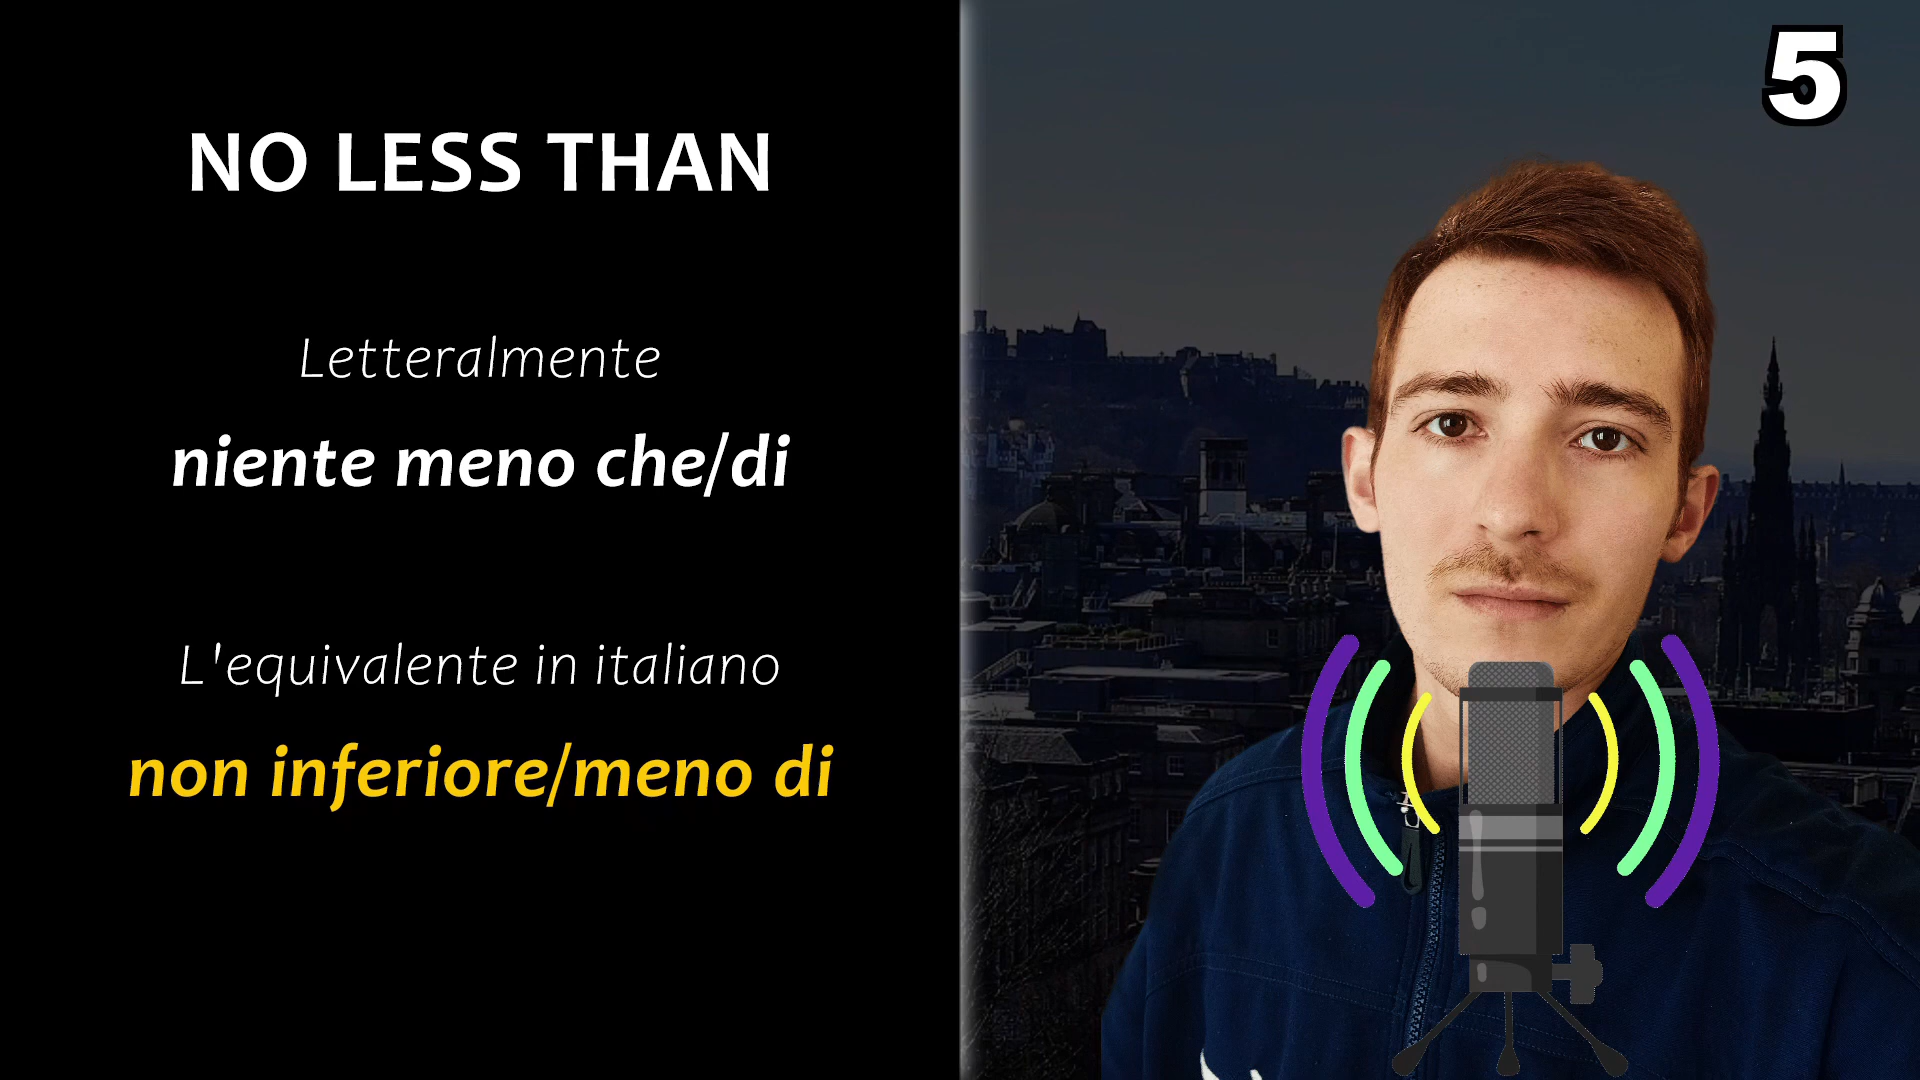 NO LESS THAN
Letteralmente
niente meno che/di
L'equivalente in italiano
non inferiore/meno di
5